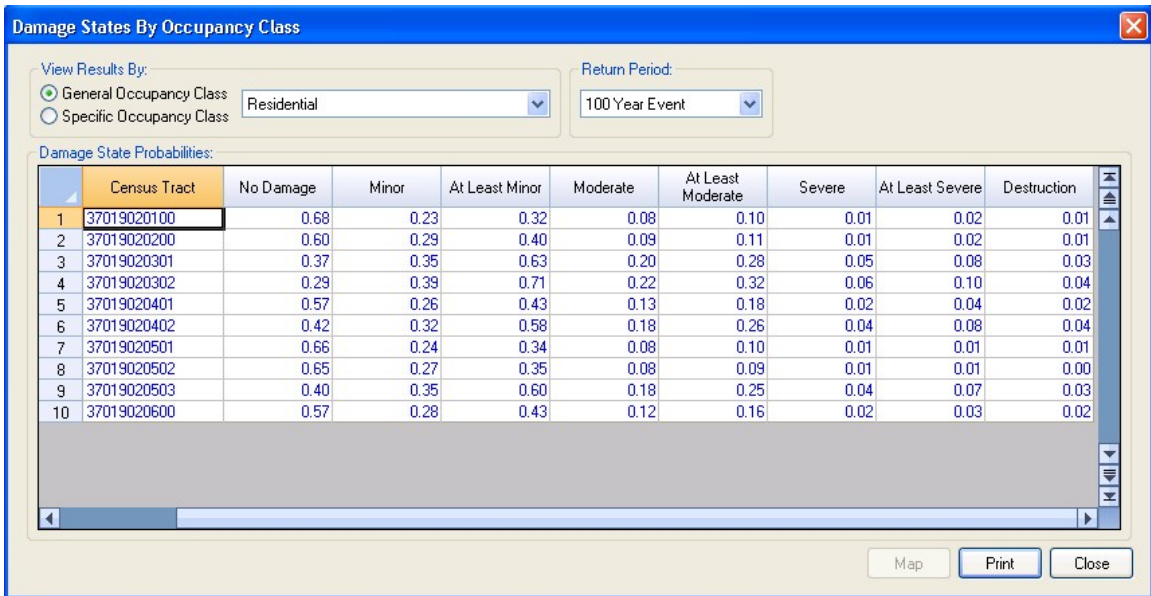 Damage States By Occupancy Class
View Results By:
General Occupancy Class
Specific Occupancy Class
Residential
Return Period:
100 Year Event
Damage State Probabilities:
Census Tract No Damage Minor At Least Minor Moderate At Least Moderate Severe At Least Severe Destruction
1 37019020100 0.68 0.23 0.32 0.08 0.10 0.01 0.02 0.01
2 37019020200 0.60 0.29 0.40 0.09 0.11 0.01 0.02 0.01
3 37019020301 0.37 0.35 0.63 0.20 0.28 0.05 0.08 0.03
4 37019020302 0.29 0.39 0.71 0.22 0.32 0.06 0.10 0.04
5 37019020401 0.57 0.26 0.43 0.13 0.18 0.02 0.04 0.02
6 37019020402 0.42 0.32 0.58 0.18 0.26 0.04 0.08 0.04
7 37019020501 0.66 0.24 0.34 0.08 0.10 0.01 0.01 0.01
8 37019020502 0.65 0.27 0.35 0.08 0.09 0.01 0.01 0.00
9 37019020503 0.40 0.35 0.60 0.18 0.25 0.04 0.07 0.03
10 37019020600 0.57 0.28 0.43 0.12 0.16 0.02 0.03 0.02
Map Print Close